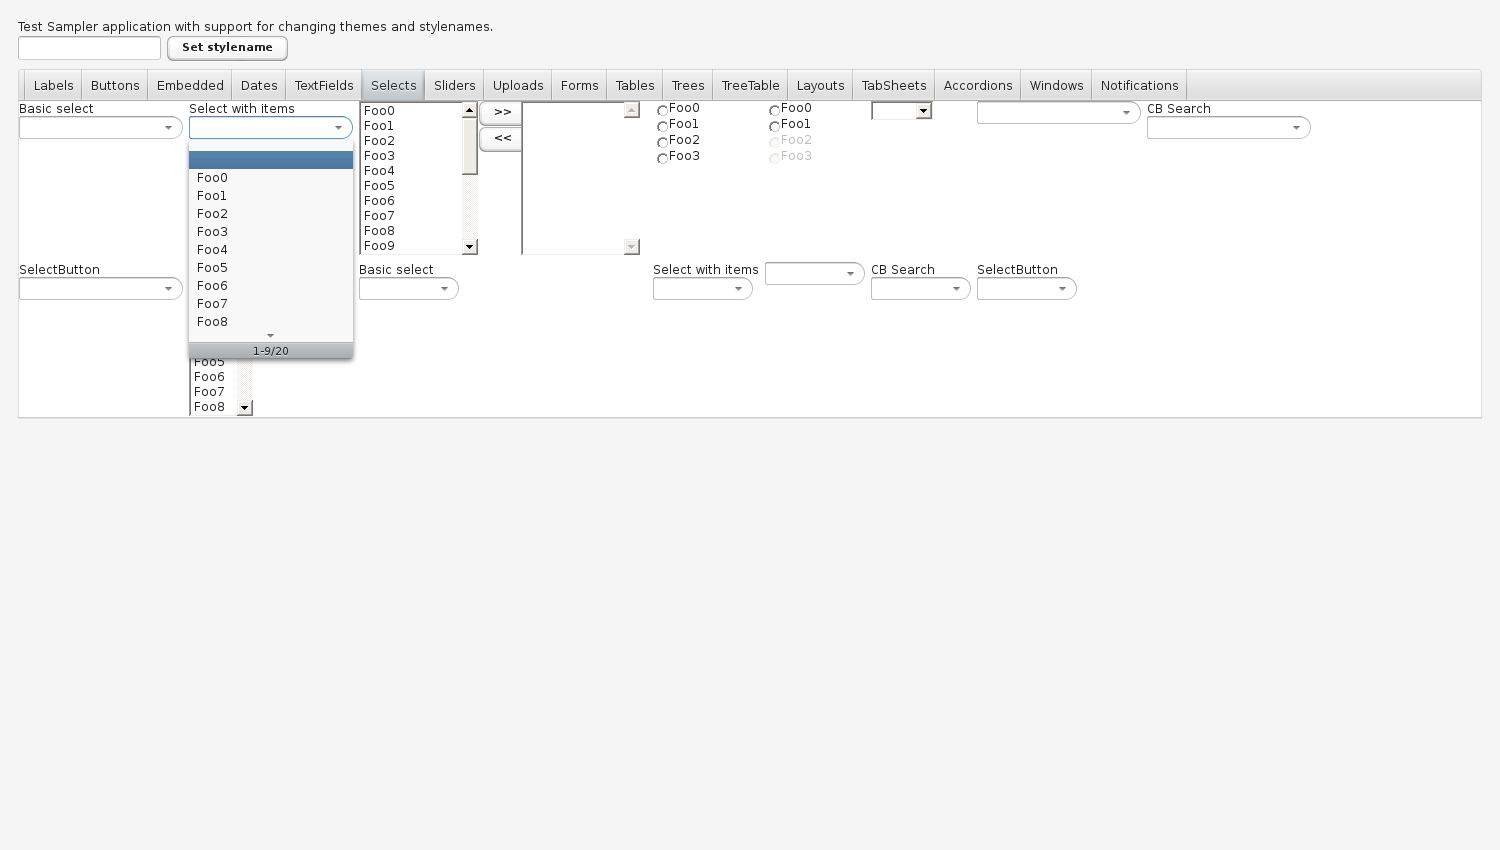 Test Sampler application with support for changing themes and stylenames.
Set stylename
Labels Buttons Embedded Dates TextFields Selects Sliders Uploads Forms Tables Trees TreeTable Layouts TabSheets Accordions Windows Notifications
Basic select
Select with items
Foo0
Foo1
Foo2
Foo3
Foo4
Foo5
Foo6
Foo7
Foo8
1-9/20
Foo0
Foo1
Foo2
Foo3
Foo4
Foo5
Foo6
Foo7
Foo8
Foo9
>>
<<
Foo0
Foo1
Foo2
Foo3
Foo0
Foo1
Foo2
Foo3
CB Search
SelectButton
Foo5
Foo6
Foo7
Foo8
Basic select
Select with items
CB Search
SelectButton